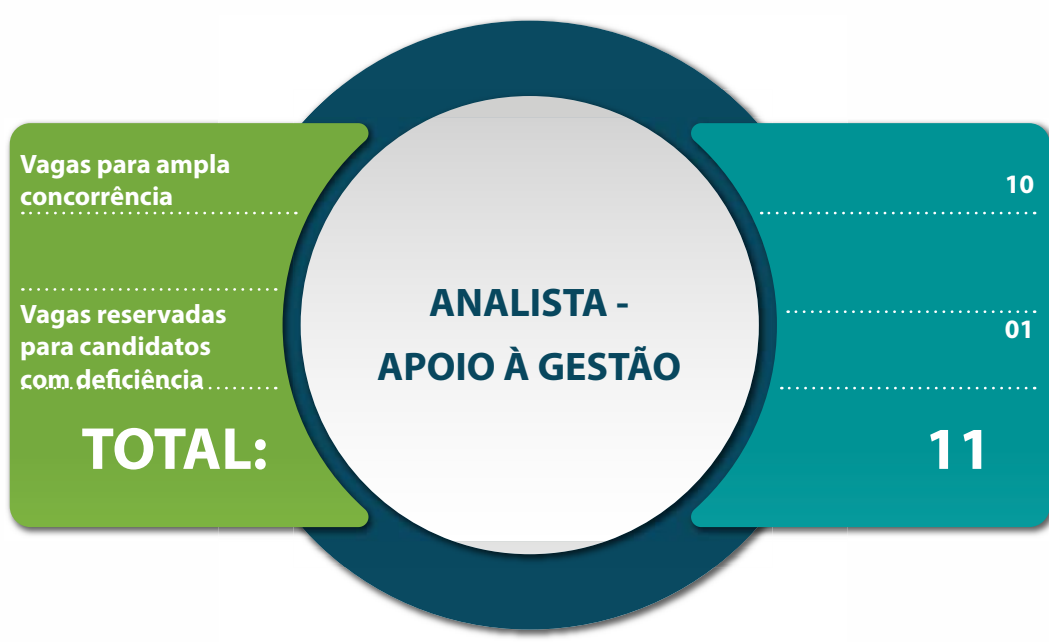 Vagas para ampla
concorrência
10
ANALISTA -
APOIO À GESTÃO
Vagas reservadas
para candidatos
com deficiência
01
TOTAL:
11